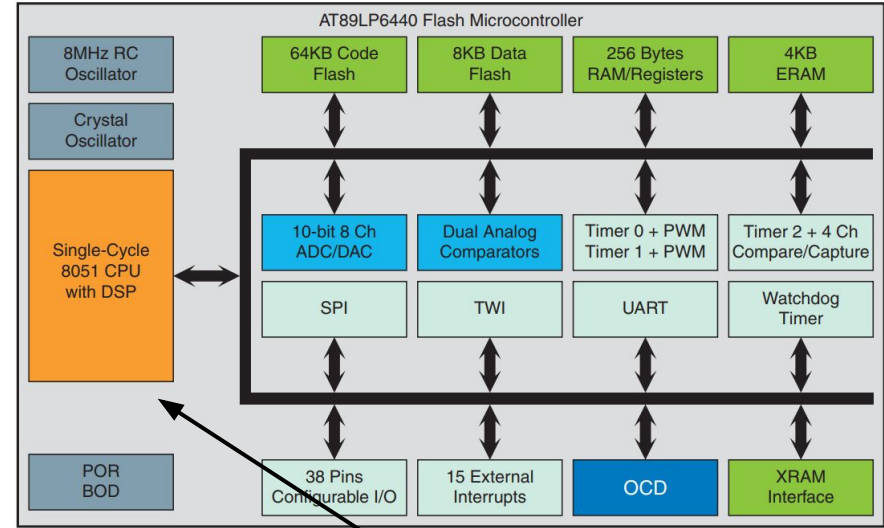 AT89LP6440 Flash Microcontroller
8MHz RC
Oscillator
64KB Code
Flash
8KB Data
Flash
256 Bytes
RAM/Registers
4KB
ERAM
Crystal
Oscillator
Single-Cycle
8051 CPU
with DSP
10-bit 8 Ch
ADC/DAC
Dual Analog
Comparators
Timer 0 + PWM
Timer 1 + PWM
Timer 2 + 4 Ch
Compare/Capture
SPI
TWI
UART
Watchdog
Timer
POR
BOD
38 Pins
Configurable I/O
15 External
Interrupts
OCD
XRAM
Interface